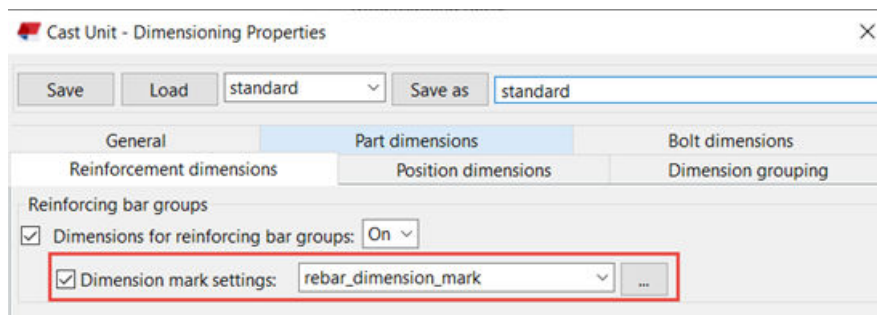 Cast Unit - Dimensioning Properties
Save Load standard Save as standard
General Part dimensions Bolt dimensions
Reinforcement dimensions Position dimensions Dimension grouping
Reinforcing bar groups
Dimensions for reinforcing bar groups: On
Dimension mark settings: rebar_dimension_mark ...